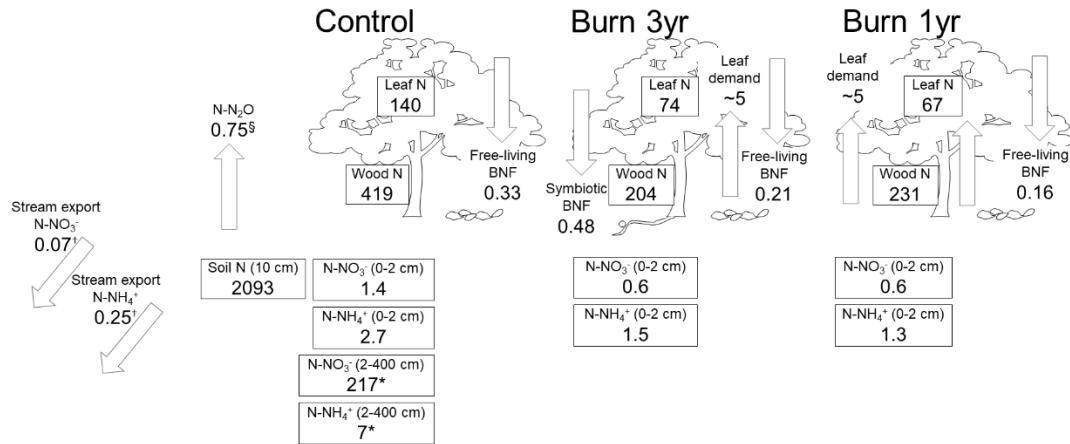 Control
Burn 3yr
Burn 1yr
N-N₂O
0.75§
Stream export
N-NO₃⁻
0.07†
Stream export
N-NH₄⁺
0.25†
Leaf N
140
Wood N
419
Free-living
BNF
0.33
Soil N (10 cm)
2093
N-NO₃⁻ (0-2 cm)
1.4
N-NH₄⁺ (0-2 cm)
2.7
N-NO₃⁻ (2-400 cm)
217*
N-NH₄⁺ (2-400 cm)
7*
Symbiotic
BNF
0.48
Leaf N
74
Wood N
204
Leaf
demand
~5
Free-living
BNF
0.21
N-NO₃⁻ (0-2 cm)
0.6
N-NH₄⁺ (0-2 cm)
1.5
Leaf
demand
~5
Leaf N
67
Wood N
231
Free-living
BNF
0.16
N-NO₃⁻ (0-2 cm)
0.6
N-NH₄⁺ (0-2 cm)
1.3